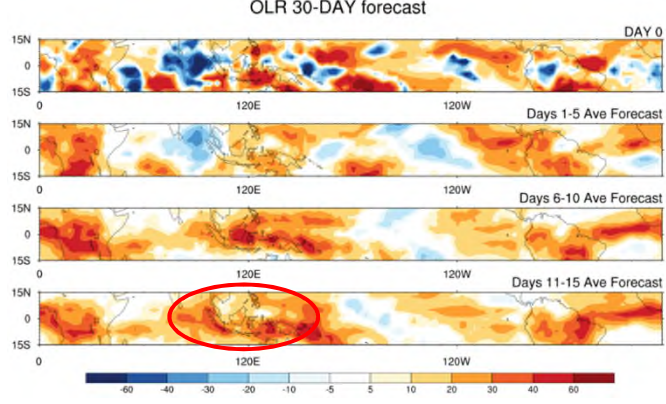 OLR 30-DAY forecast
DAY 0
15N
0
15S
0 120E 120W
Days 1-5 Ave Forecast
15N
0
15S
0 120E 120W
Days 6-10 Ave Forecast
15N
0
15S
0 120E 120W
Days 11-15 Ave Forecast
15N
0
15S
0 120E 120W
-60 -40 -30 -20 -10 -5 5 10 20 30 40 60